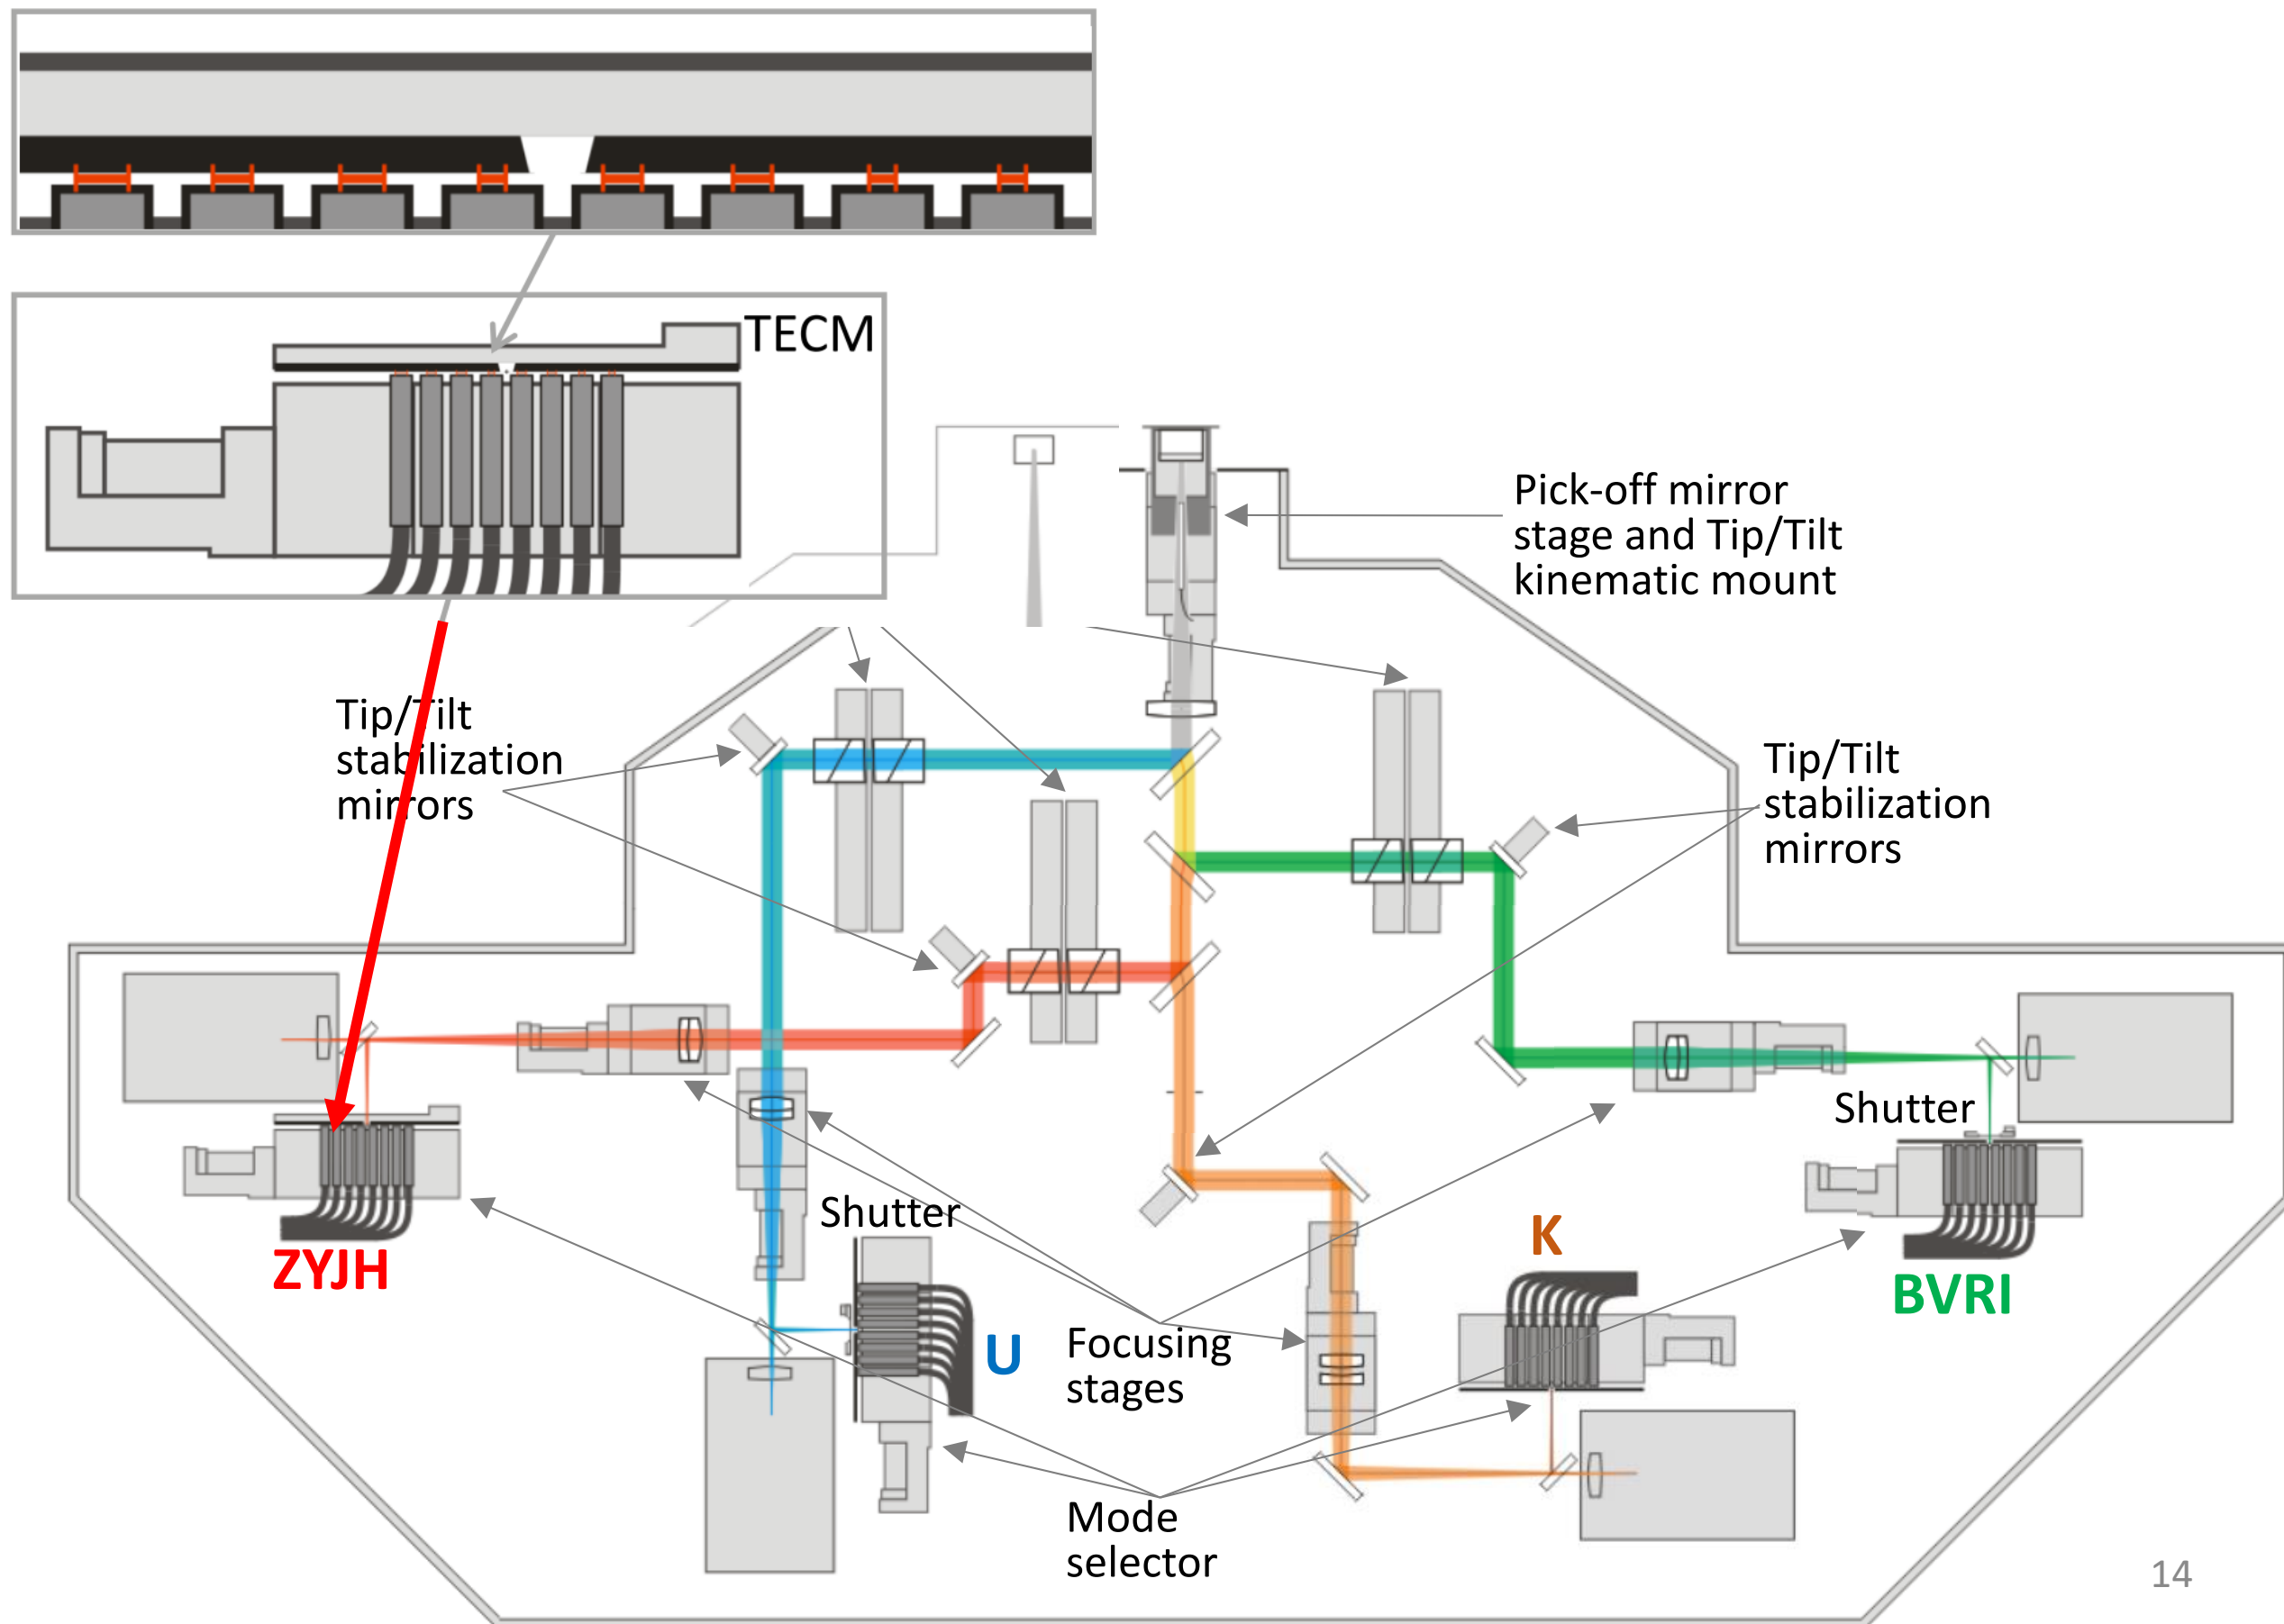 TECM
Pick-off mirror
stage and Tip/Tilt
kinematic mount
Tip/Tilt
stabilization
mirrors
Tip/Tilt
stabilization
mirrors
Shutter
Shutter
ZYJH
U
K
BVRI
Focusing
stages
Mode
selector
14